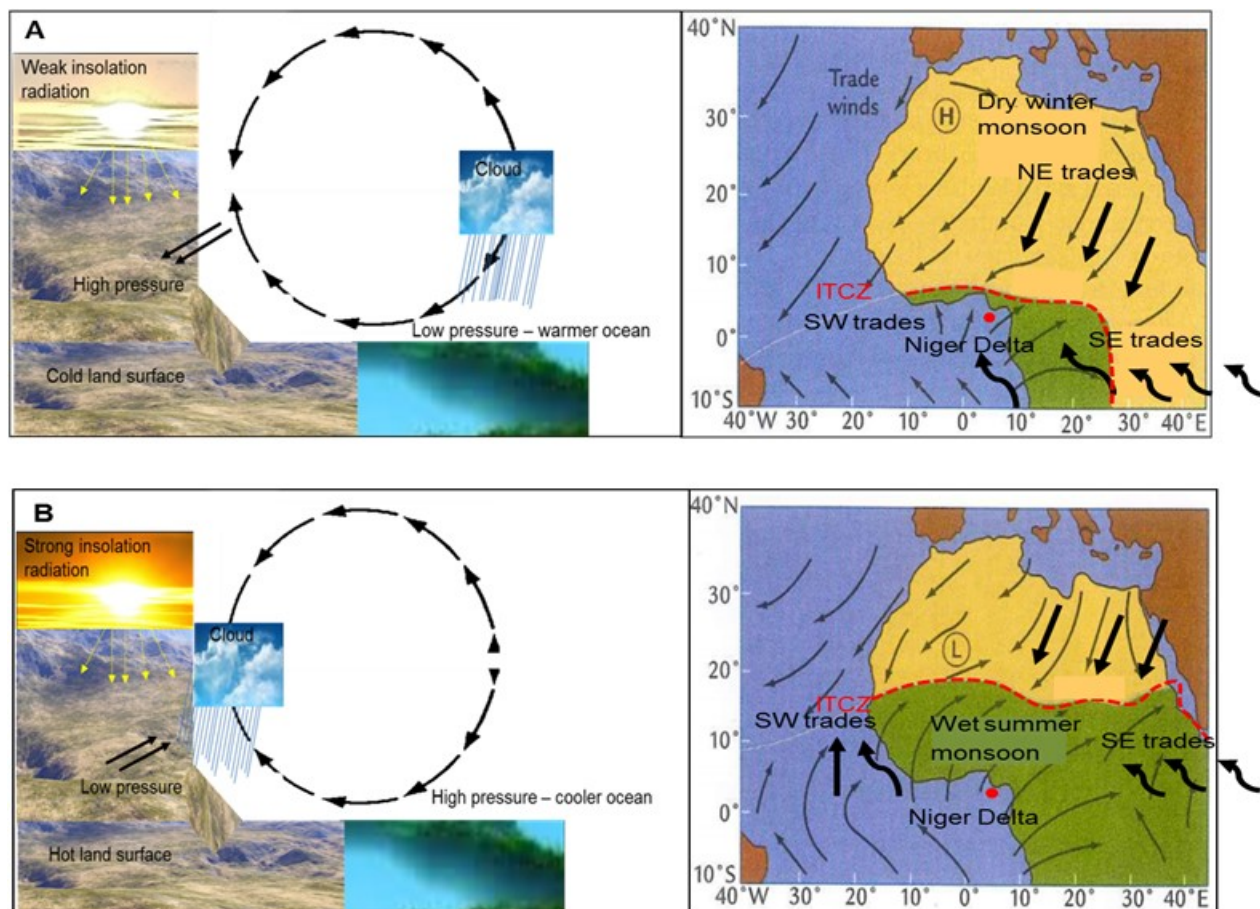 A
Weak insolation
radiation
Cloud
High pressure
Low pressure – warmer ocean
Cold land surface
40°N
30°
20°
10°
0°
10°S
Trade
winds
H
Dry winter
monsoon
NE trades
ITCZ
SW trades
Niger Delta
SE trades
40°W 30° 20° 10° 0° 10° 20° 30° 40°E
B
Strong insolation
radiation
Cloud
Low pressure
High pressure – cooler ocean
Hot land surface
40°N
30°
20°
10°
0°
10°S
L
ITCZ
SW trades
Wet summer
monsoon
SE trades
Niger Delta
40°W 30° 20° 10° 0° 10° 20° 30° 40°E